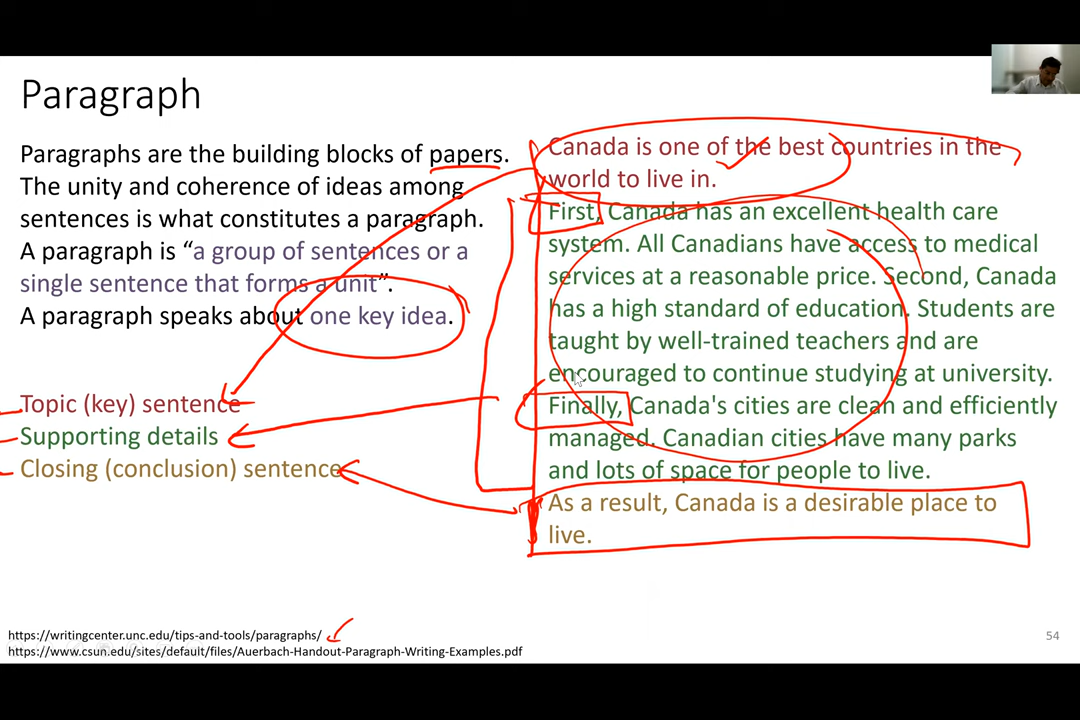 Paragraph
Paragraphs are the building blocks of papers.
The unity and coherence of ideas among
sentences is what constitutes a paragraph.
A paragraph is “a group of sentences or a
single sentence that forms a unit”.
A paragraph speaks about one key idea.
Topic (key) sentence
Supporting details
Closing (conclusion) sentence
Canada is one of the best countries in the
world to live in.
First, Canada has an excellent health care
system. All Canadians have access to medical
services at a reasonable price. Second, Canada
has a high standard of education. Students are
taught by well-trained teachers and are
encouraged to continue studying at university.
Finally, Canada's cities are clean and efficiently
managed. Canadian cities have many parks
and lots of space for people to live.
As a result, Canada is a desirable place to
live.
https://writingcenter.unc.edu/tips-and-tools/paragraphs/
https://www.csun.edu/sites/default/files/Auerbach-Handout-Paragraph-Writing-Examples.pdf
54